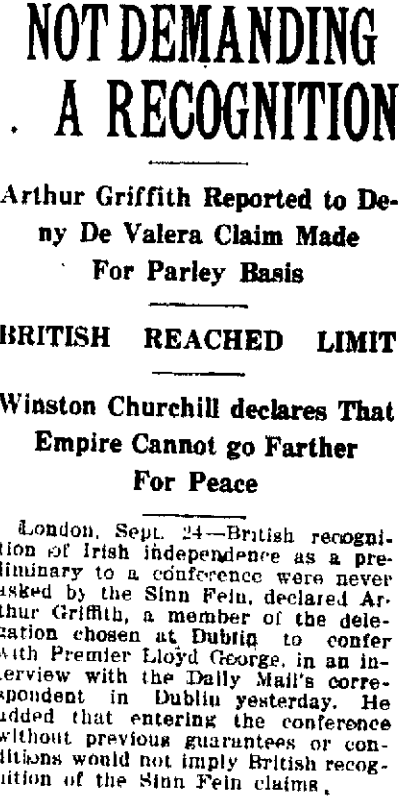 NOT DEMANDING
A RECOGNITION
Arthur Griffith Reported to De-
ny De Valera Claim Made
For Parley Basis
BRITISH REACHED LIMIT
Winston Churchill declares That
Empire Cannot go Farther
For Peace
London, Sept. 24—British recogni-
tion of Irish independence as a pre-
liminary to a conference were never
asked by the Sinn Fein, declared Ar-
thur Griffith, a member of the dele-
gation chosen at Dublin to confer
with Premier Lloyd George, in an in-
terview with the Daily Mail's corre-
spondent in Dublin yesterday. He
added that entering the conference
without previous guarantees or con-
ditions would not imply British recog-
nition of the Sinn Fein claims.